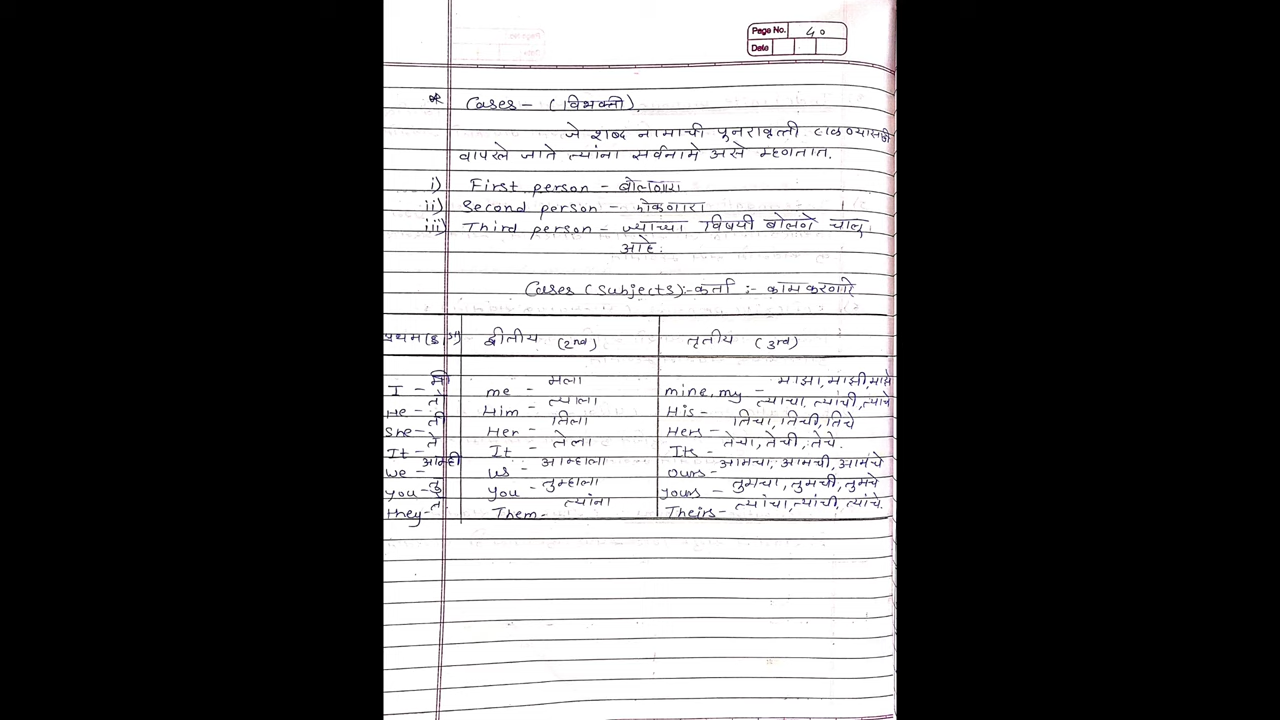 Page No. 40
Date
* Cases - (विभक्ती).
जे शब्द नामाची पूनरावृत्ती टाळण्यासाठी
वापरले जाते त्यांना सर्वनामे असे म्हणतात.
i) First person - बोलणारा
ii) Second person - ऐकणारा
iii) Third person - ज्याच्या विषयी बोलणे चालू
आहे.
Cases (Subjects):- कर्ता :- काम करणारे
प्रथम द्वीतीय (2nd) तृतीय (3rd)
I - मी me - मला mine, my - माझा, माझी, माझे
He - तो Him - त्याला His - त्याचा, त्यांची, त्याचे
She - ती Her - तिला Hers - तिचा, तिची, तिचे
It - ते It - तेला Its - तेचा, तेची, तेचे.
we - आम्ही us - आम्हाला ours - आमचा, आमची, आमचे
you - तु you - तुम्हाला yours - तुमचा, तुमची, तुमचे
they - ते Them - त्यांना Theirs - त्यांचा, त्यांची, त्यांचे.